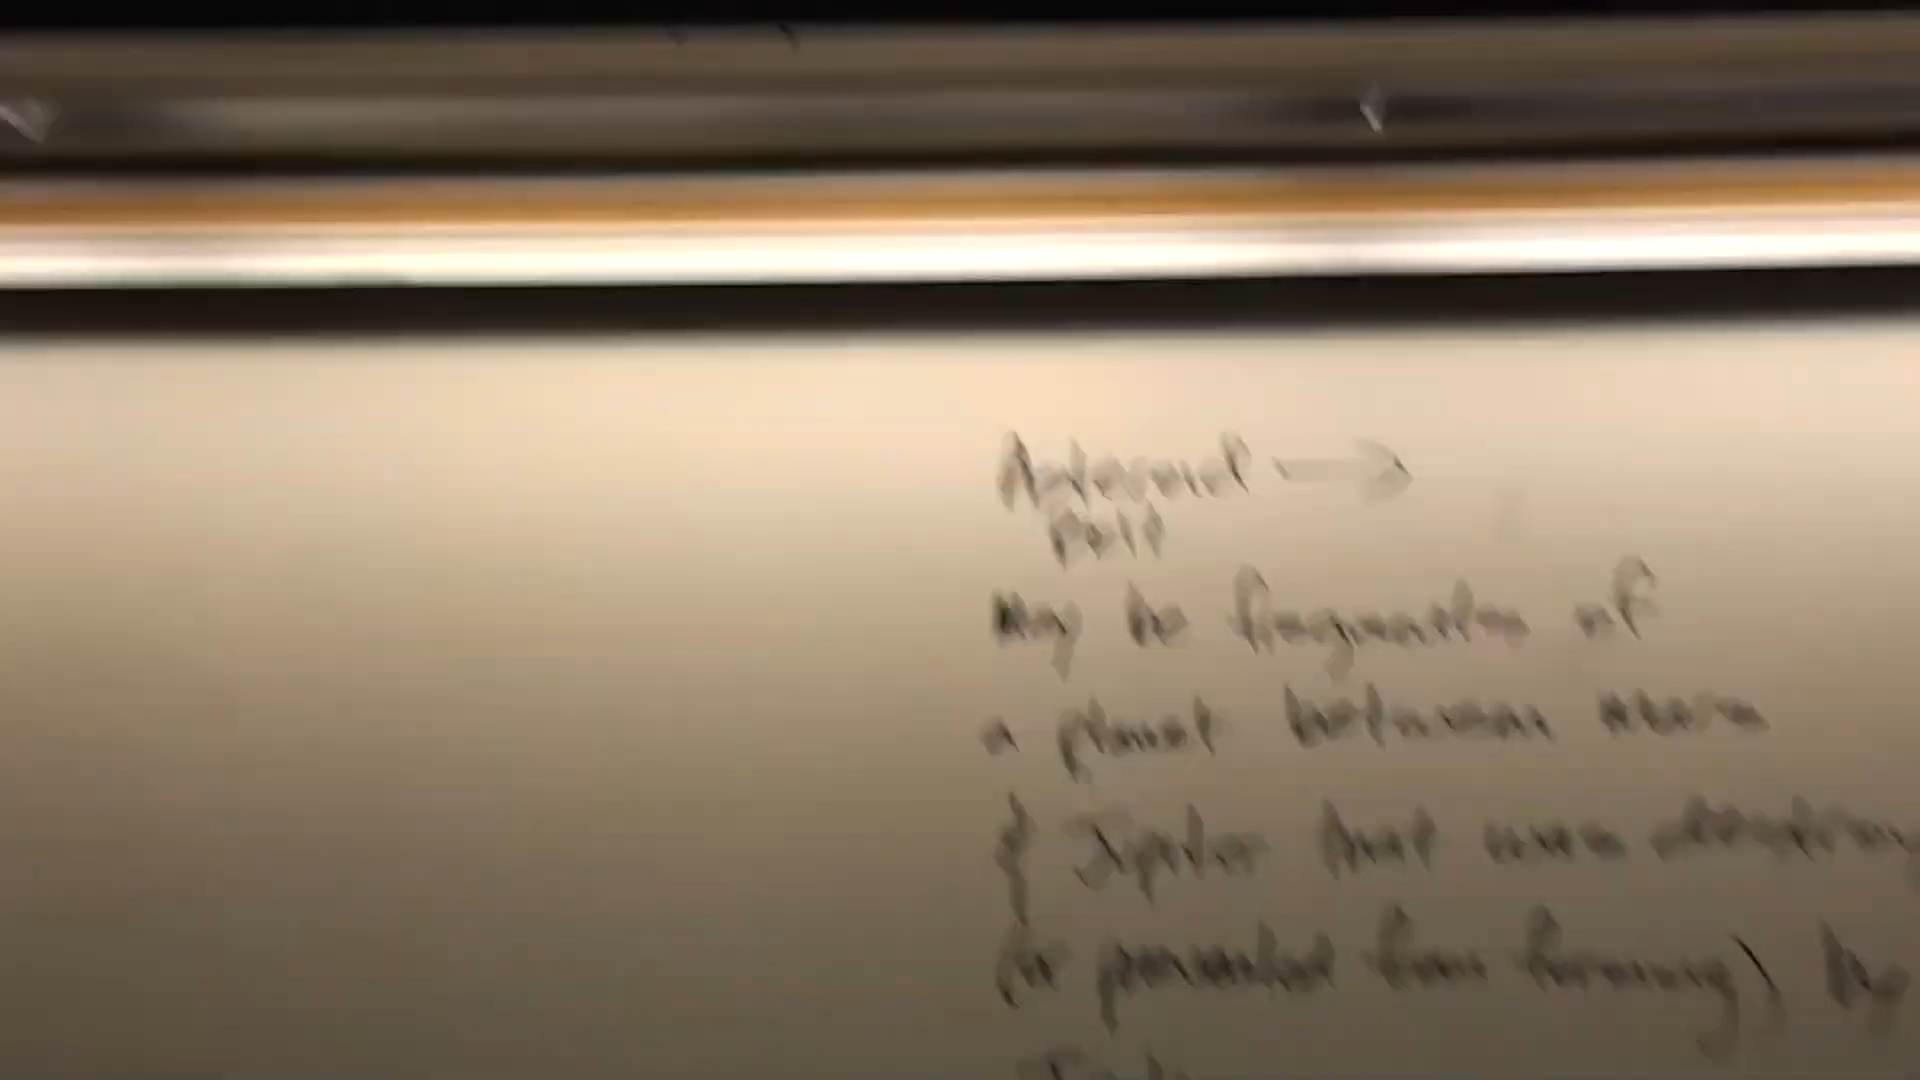 Asteroid →
belt
May be fragments of
a planet between Mars
& Jupiter that was
(or prevented from forming) by